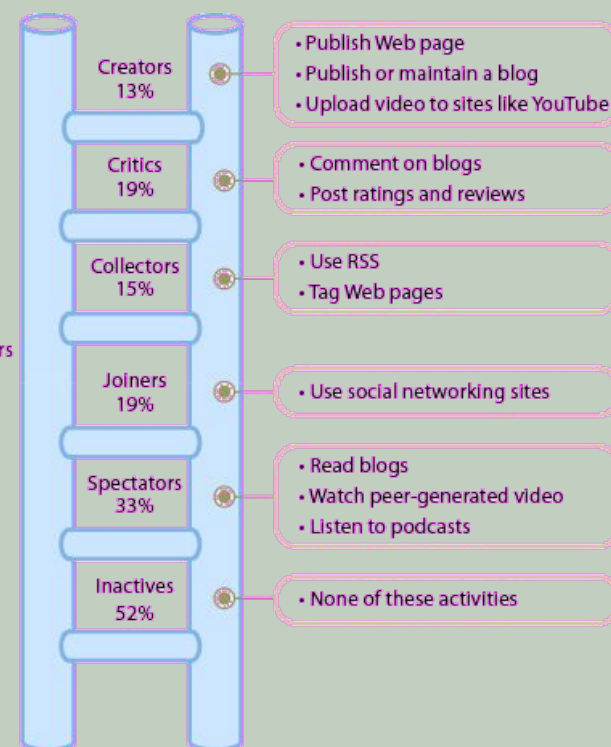 Creators
13%
• Publish Web page
• Publish or maintain a blog
• Upload video to sites like YouTube
Critics
19%
• Comment on blogs
• Post ratings and reviews
Collectors
15%
• Use RSS
• Tag Web pages
Joiners
19%
• Use social networking sites
Spectators
33%
• Read blogs
• Watch peer-generated video
• Listen to podcasts
Inactives
52%
• None of these activities